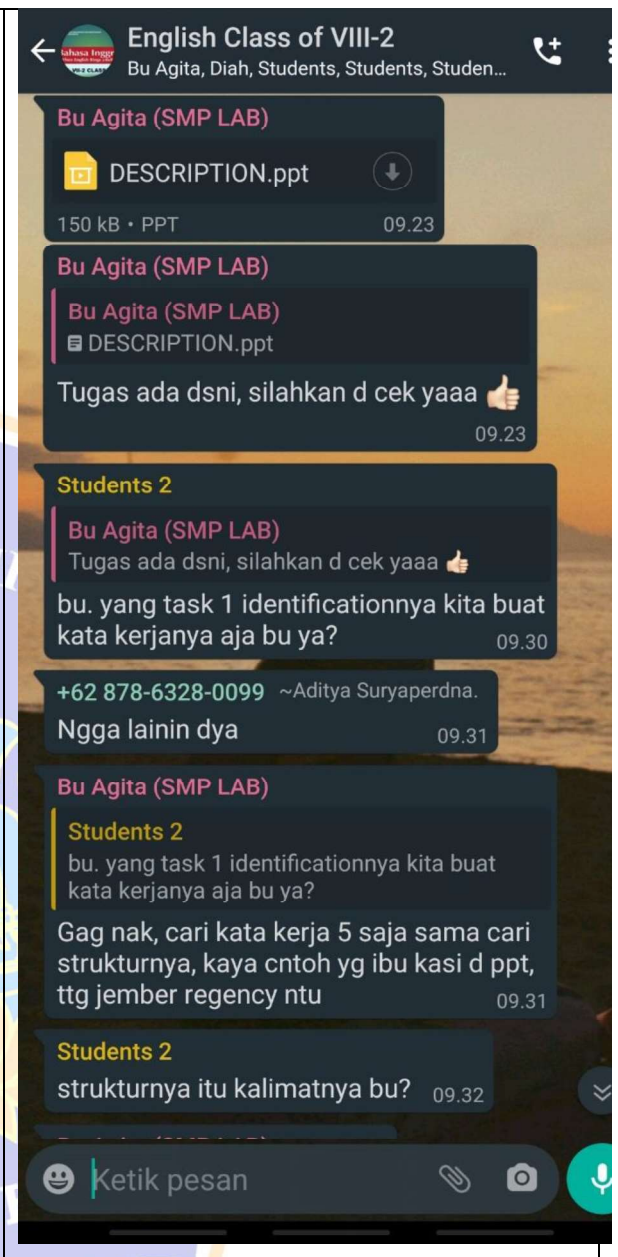 English Class of VIII-2
Bu Agita, Diah, Students, Students, Studen...
Bu Agita (SMP LAB)
DESCRIPTION.ppt
150 kB • PPT 09.23
Bu Agita (SMP LAB)
Bu Agita (SMP LAB)
DESCRIPTION.ppt
Tugas ada dsni, silahkan d cek yaaa 👍🏻
09.23
Students 2
Bu Agita (SMP LAB)
Tugas ada dsni, silahkan d cek yaaa 👍🏻
bu. yang task 1 identificationnya kita buat
kata kerjanya aja bu ya? 09.30
+62 878-6328-0099 ~Aditya Suryaperdna.
Ngga lainin dya 09.31
Bu Agita (SMP LAB)
Students 2
bu. yang task 1 identificationnya kita buat
kata kerjanya aja bu ya?
Gag nak, cari kata kerja 5 saja sama cari
strukturnya, kaya cntoh yg ibu kasi d ppt,
ttg jember regency ntu 09.31
Students 2
strukturnya itu kalimatnya bu? 09.32
Ketik pesan